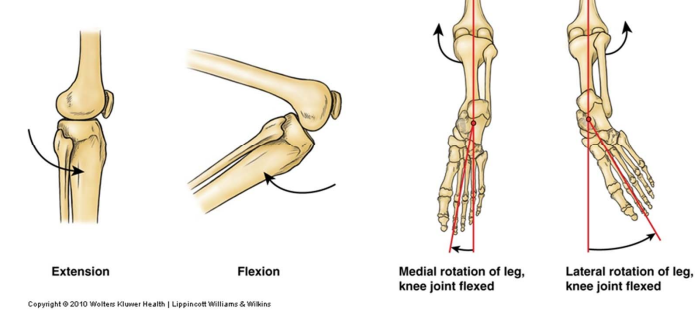 Extension
Flexion
Medial rotation of leg,
knee joint flexed
Lateral rotation of leg,
knee joint flexed
Copyright © 2010 Wolters Kluwer Health | Lippincott Williams & Wilkins